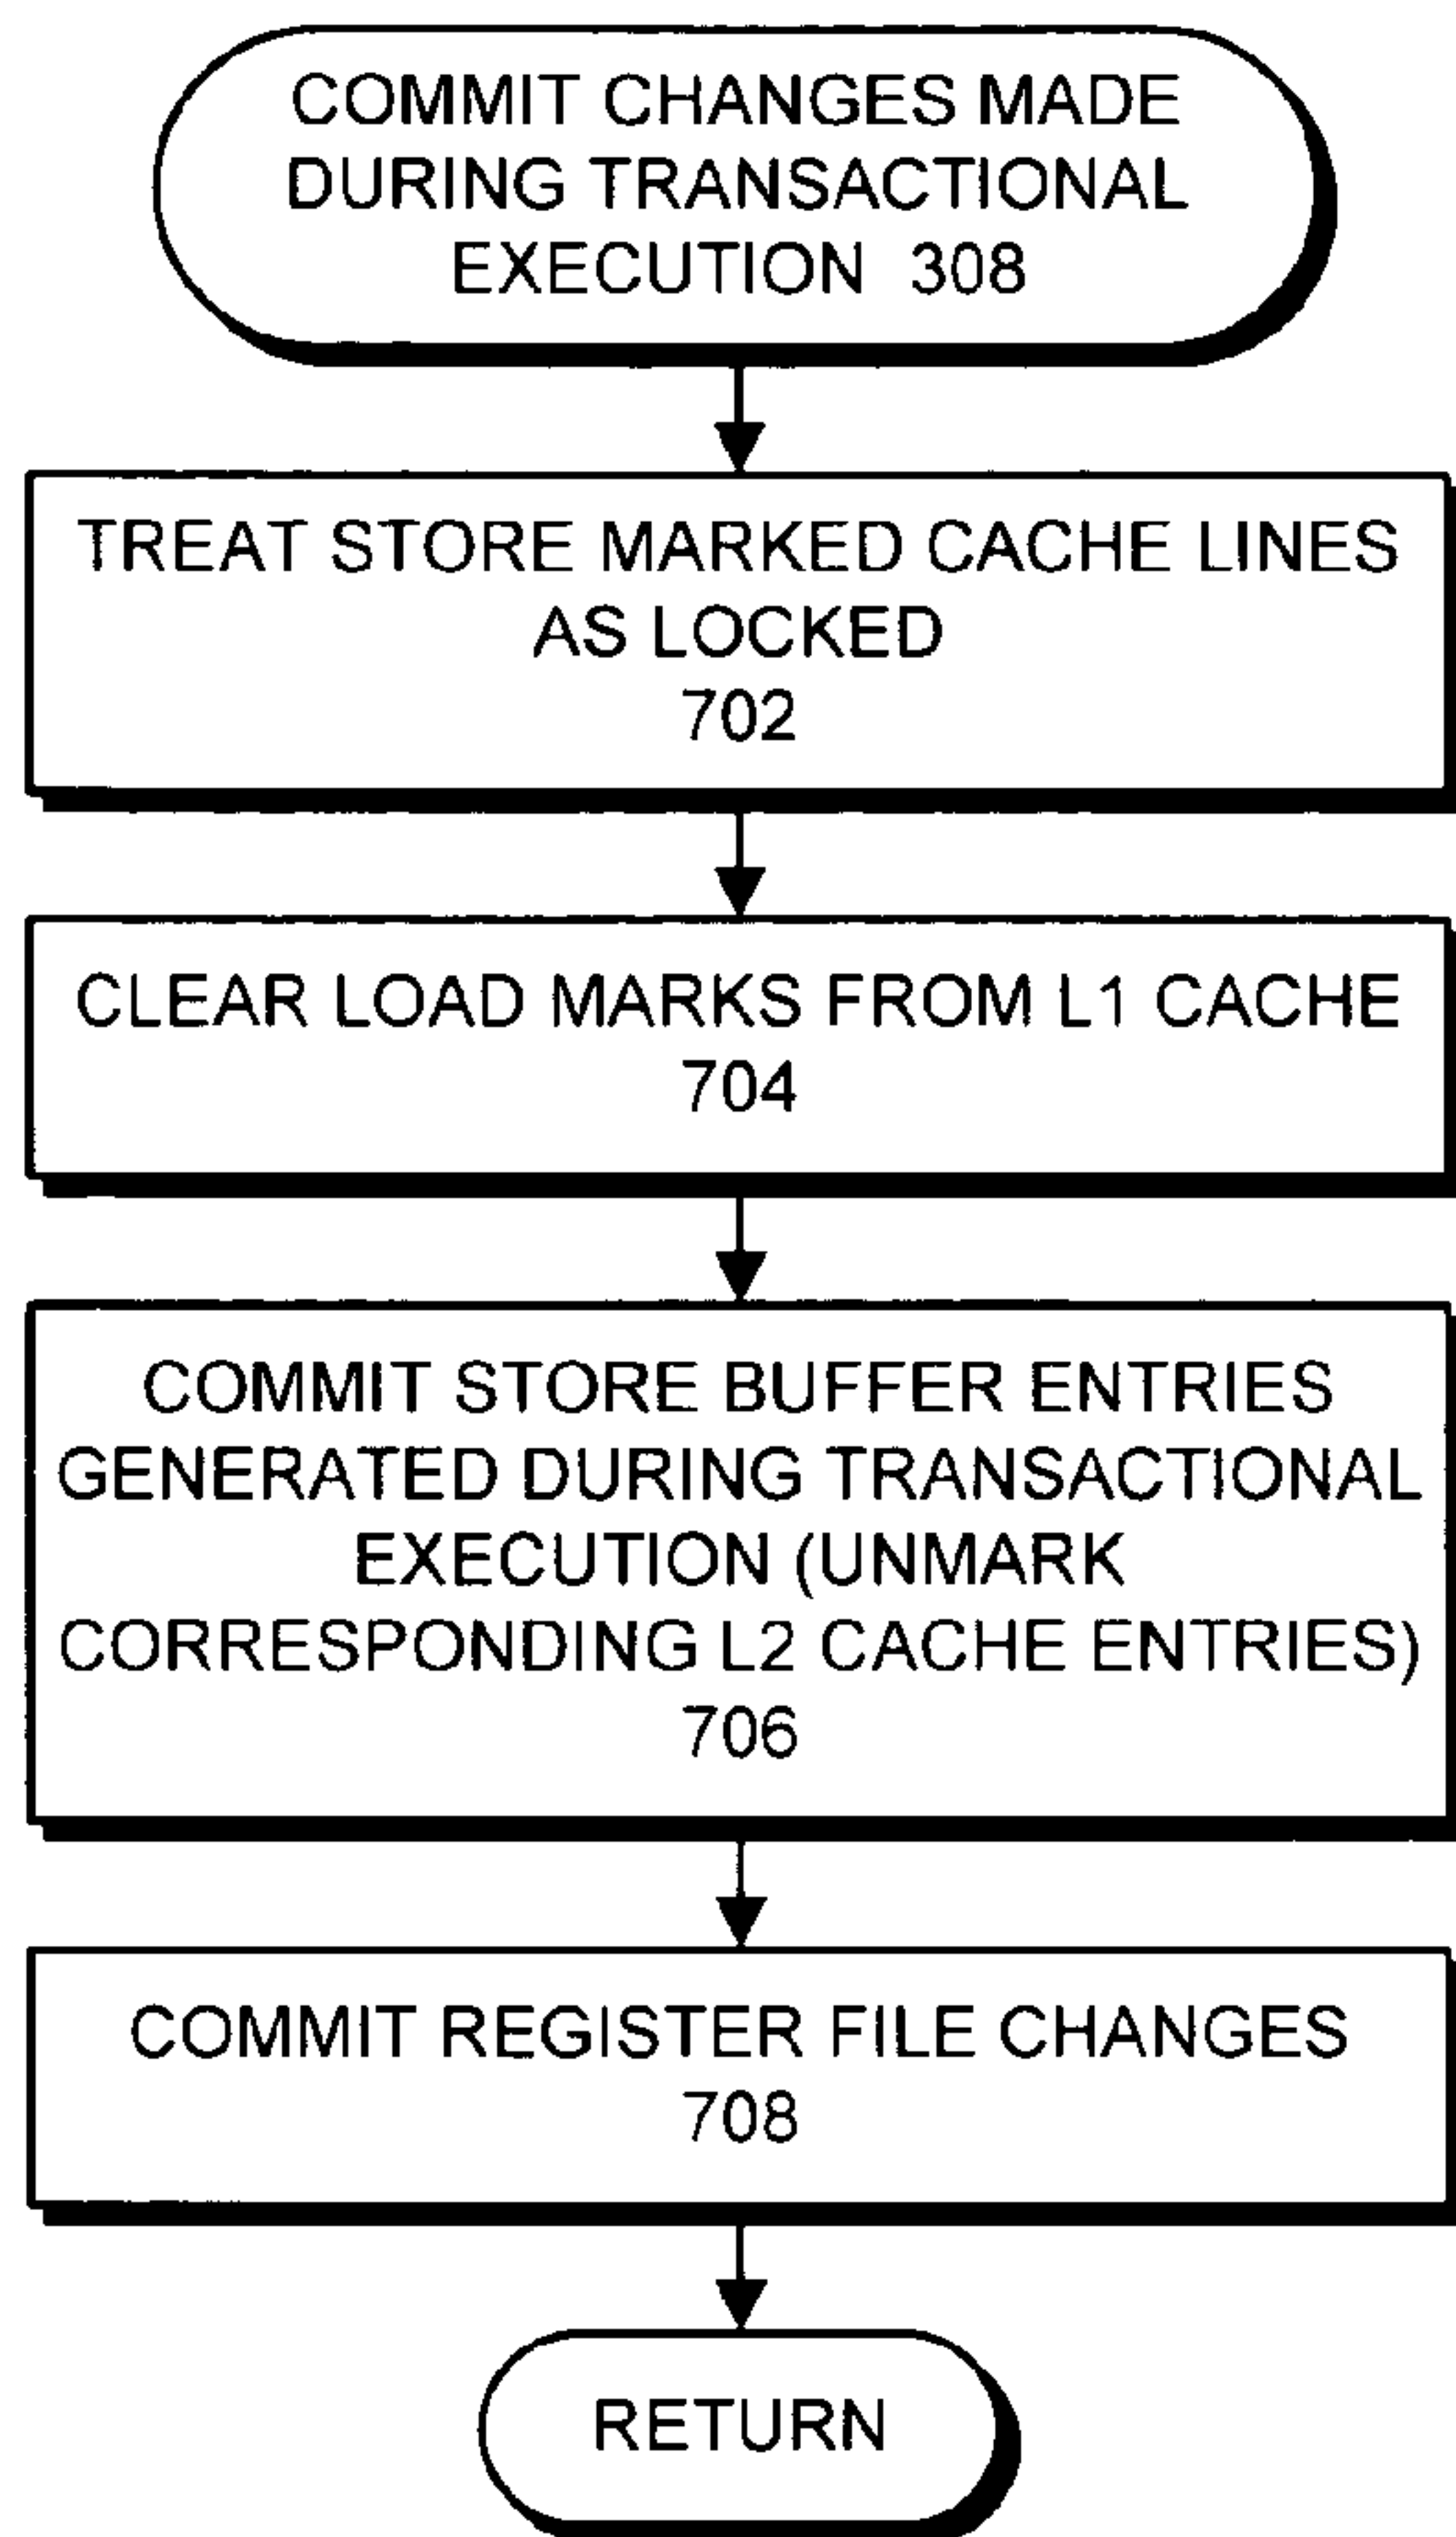 COMMIT CHANGES MADE
DURING TRANSACTIONAL
EXECUTION 308
TREAT STORE MARKED CACHE LINES
AS LOCKED
702
CLEAR LOAD MARKS FROM L1 CACHE
704
COMMIT STORE BUFFER ENTRIES
GENERATED DURING TRANSACTIONAL
EXECUTION (UNMARK
CORRESPONDING L2 CACHE ENTRIES)
706
COMMIT REGISTER FILE CHANGES
708
RETURN